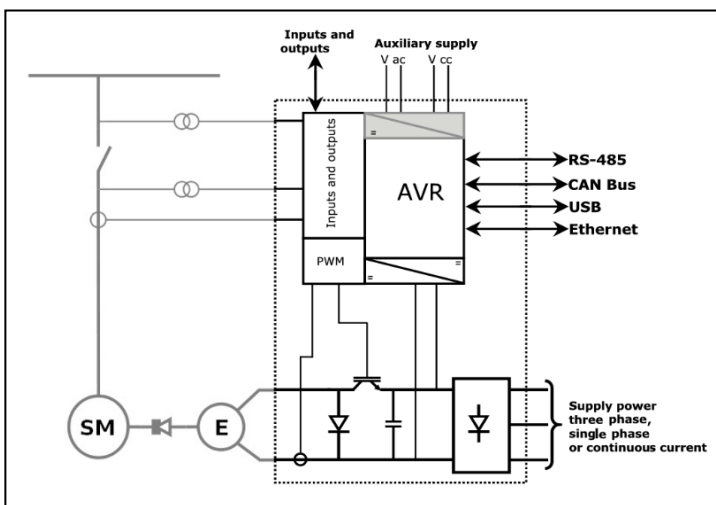 Inputs and
outputs
Auxiliary supply
V ac
V cc
=
Inputs and outputs
AVR
RS-485
CAN Bus
USB
Ethernet
PWM
=
=
SM
E
Supply power
three phase,
single phase
or continuous current